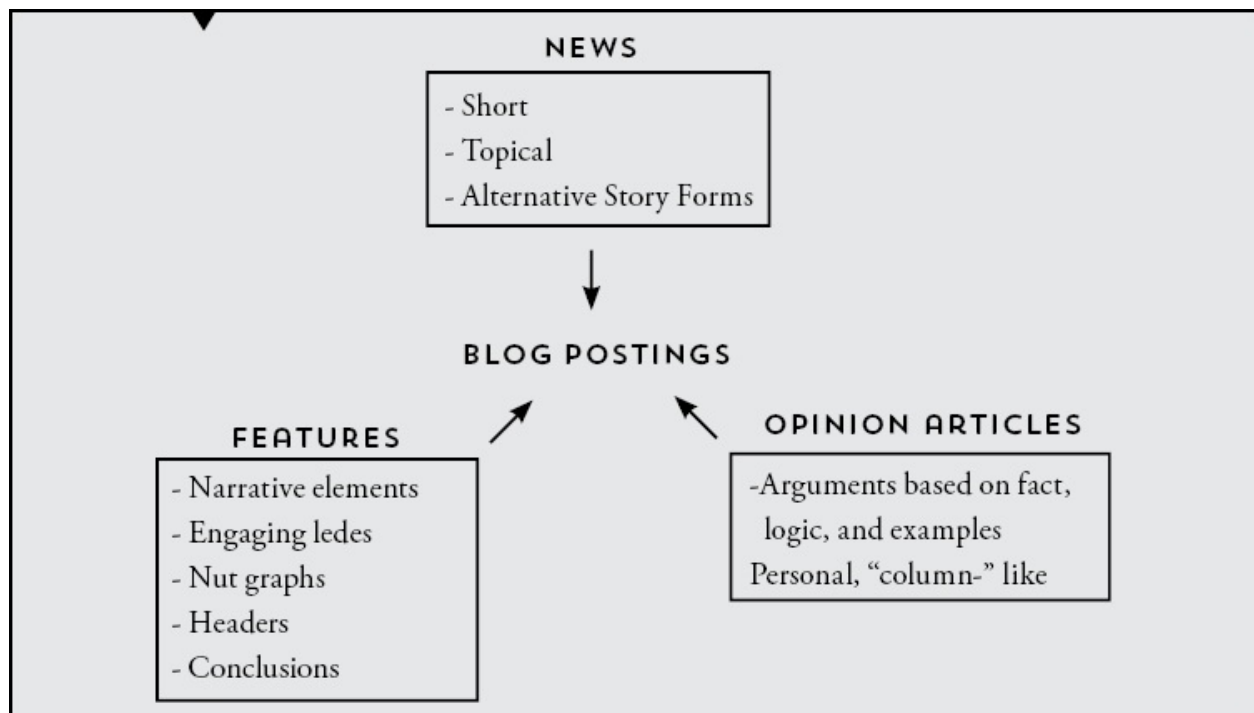 NEWS
- Short
- Topical
- Alternative Story Forms
BLOG POSTINGS
FEATURES
- Narrative elements
- Engaging ledes
- Nut graphs
- Headers
- Conclusions
OPINION ARTICLES
-Arguments based on fact,
logic, and examples
Personal, “column-” like